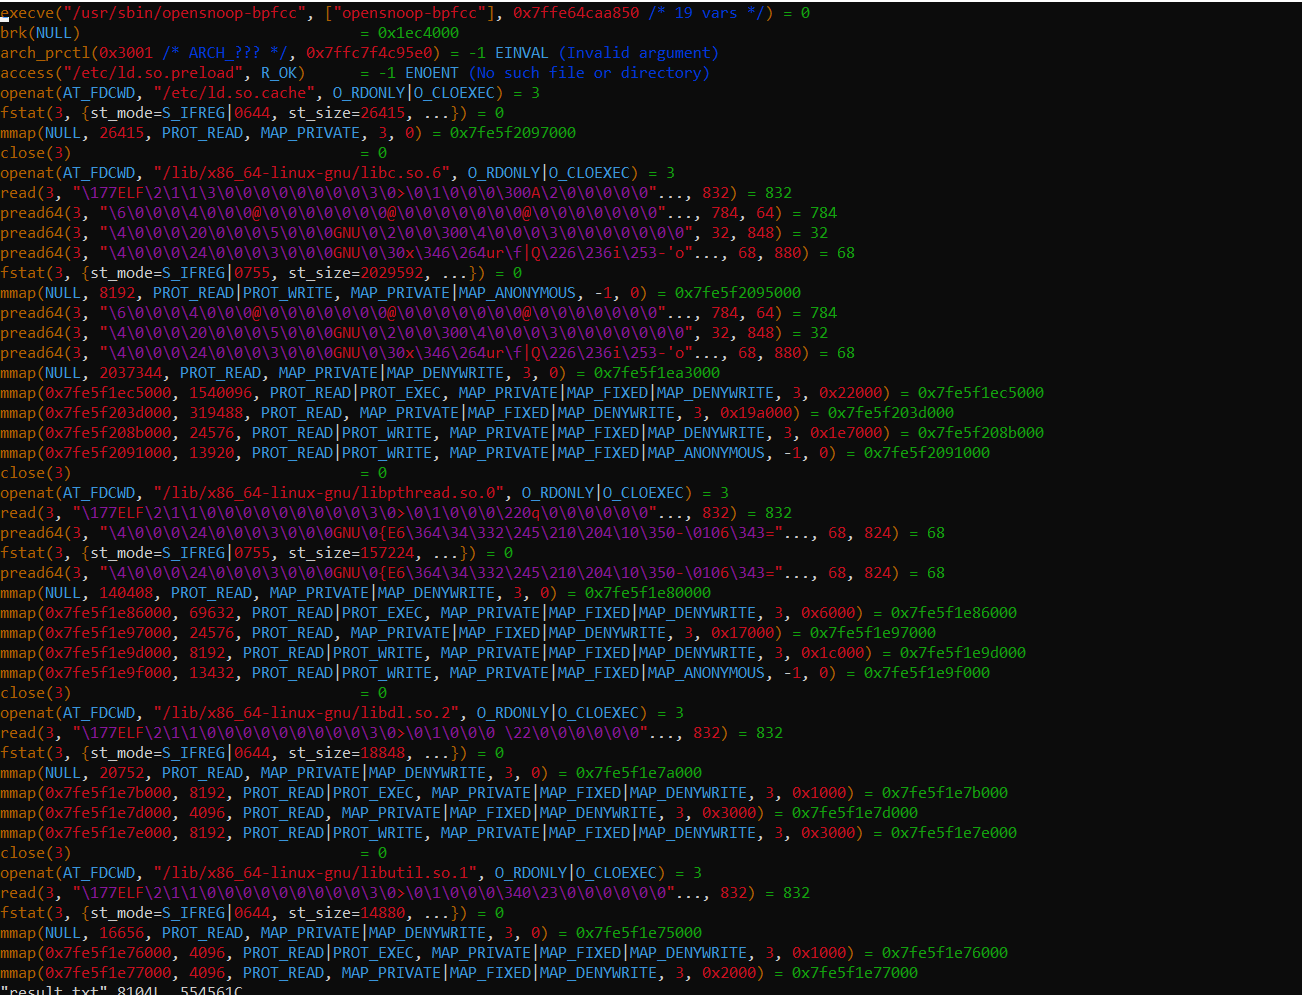 execve("/usr/sbin/opensnoop-bpfcc", ["opensnoop-bpfcc"], 0x7ffe64caa850 /* 19 vars */) = 0
brk(NULL)                               = 0x1ec4000
arch_prctl(0x3001 /* ARCH_??? */, 0x7ffc7f4c95e0) = -1 EINVAL (Invalid argument)
access("/etc/ld.so.preload", R_OK)      = -1 ENOENT (No such file or directory)
openat(AT_FDCWD, "/etc/ld.so.cache", O_RDONLY|O_CLOEXEC) = 3
fstat(3, {st_mode=S_IFREG|0644, st_size=26415, ...}) = 0
mmap(NULL, 26415, PROT_READ, MAP_PRIVATE, 3, 0) = 0x7fe5f2097000
close(3)                                = 0
openat(AT_FDCWD, "/lib/x86_64-linux-gnu/libc.so.6", O_RDONLY|O_CLOEXEC) = 3
read(3, "\177ELF\2\1\1\3\0\0\0\0\0\0\0\0\3\0>\0\1\0\0\0\300A\2\0\0\0\0\0"..., 832) = 832
pread64(3, "\6\0\0\0\4\0\0\0@\0\0\0\0\0\0\0@\0\0\0\0\0\0\0@\0\0\0\0\0\0\0"..., 784, 64) = 784
pread64(3, "\4\0\0\0\20\0\0\0\5\0\0\0GNU\0\2\0\0\300\4\0\0\0\3\0\0\0\0\0\0\0", 32, 848) = 32
pread64(3, "\4\0\0\0\24\0\0\0\3\0\0\0GNU\0\30x\346\264ur\f|Q\226\236i\253-'o"..., 68, 880) = 68
fstat(3, {st_mode=S_IFREG|0755, st_size=2029592, ...}) = 0
mmap(NULL, 8192, PROT_READ|PROT_WRITE, MAP_PRIVATE|MAP_ANONYMOUS, -1, 0) = 0x7fe5f2095000
pread64(3, "\6\0\0\0\4\0\0\0@\0\0\0\0\0\0\0@\0\0\0\0\0\0\0@\0\0\0\0\0\0\0"..., 784, 64) = 784
pread64(3, "\4\0\0\0\20\0\0\0\5\0\0\0GNU\0\2\0\0\300\4\0\0\0\3\0\0\0\0\0\0\0", 32, 848) = 32
pread64(3, "\4\0\0\0\24\0\0\0\3\0\0\0GNU\0\30x\346\264ur\f|Q\226\236i\253-'o"..., 68, 880) = 68
mmap(NULL, 2037344, PROT_READ, MAP_PRIVATE|MAP_DENYWRITE, 3, 0) = 0x7fe5f1ea3000
mmap(0x7fe5f1ec5000, 1540096, PROT_READ|PROT_EXEC, MAP_PRIVATE|MAP_FIXED|MAP_DENYWRITE, 3, 0x22000) = 0x7fe5f1ec5000
mmap(0x7fe5f203d000, 319488, PROT_READ, MAP_PRIVATE|MAP_FIXED|MAP_DENYWRITE, 3, 0x19a000) = 0x7fe5f203d000
mmap(0x7fe5f208b000, 24576, PROT_READ|PROT_WRITE, MAP_PRIVATE|MAP_FIXED|MAP_DENYWRITE, 3, 0x1e7000) = 0x7fe5f208b000
mmap(0x7fe5f2091000, 13920, PROT_READ|PROT_WRITE, MAP_PRIVATE|MAP_FIXED|MAP_ANONYMOUS, -1, 0) = 0x7fe5f2091000
close(3)                                = 0
openat(AT_FDCWD, "/lib/x86_64-linux-gnu/libpthread.so.0", O_RDONLY|O_CLOEXEC) = 3
read(3, "\177ELF\2\1\1\0\0\0\0\0\0\0\0\0\3\0>\0\1\0\0\0\220q\0\0\0\0\0\0"..., 832) = 832
pread64(3, "\4\0\0\0\24\0\0\0\3\0\0\0GNU\0{E6\364\34\332\245\210\204\10\350-\0106\343="..., 68, 824) = 68
fstat(3, {st_mode=S_IFREG|0755, st_size=157224, ...}) = 0
pread64(3, "\4\0\0\0\24\0\0\0\3\0\0\0GNU\0{E6\364\34\332\245\210\204\10\350-\0106\343="..., 68, 824) = 68
mmap(NULL, 140408, PROT_READ, MAP_PRIVATE|MAP_DENYWRITE, 3, 0) = 0x7fe5f1e80000
mmap(0x7fe5f1e86000, 69632, PROT_READ|PROT_EXEC, MAP_PRIVATE|MAP_FIXED|MAP_DENYWRITE, 3, 0x6000) = 0x7fe5f1e86000
mmap(0x7fe5f1e97000, 24576, PROT_READ, MAP_PRIVATE|MAP_FIXED|MAP_DENYWRITE, 3, 0x17000) = 0x7fe5f1e97000
mmap(0x7fe5f1e9d000, 8192, PROT_READ|PROT_WRITE, MAP_PRIVATE|MAP_FIXED|MAP_DENYWRITE, 3, 0x1c000) = 0x7fe5f1e9d000
mmap(0x7fe5f1e9f000, 13432, PROT_READ|PROT_WRITE, MAP_PRIVATE|MAP_FIXED|MAP_ANONYMOUS, -1, 0) = 0x7fe5f1e9f000
close(3)                                = 0
openat(AT_FDCWD, "/lib/x86_64-linux-gnu/libdl.so.2", O_RDONLY|O_CLOEXEC) = 3
read(3, "\177ELF\2\1\1\0\0\0\0\0\0\0\0\0\3\0>\0\1\0\0\0 \22\0\0\0\0\0\0"..., 832) = 832
fstat(3, {st_mode=S_IFREG|0644, st_size=18848, ...}) = 0
mmap(NULL, 20752, PROT_READ, MAP_PRIVATE|MAP_DENYWRITE, 3, 0) = 0x7fe5f1e7a000
mmap(0x7fe5f1e7b000, 8192, PROT_READ|PROT_EXEC, MAP_PRIVATE|MAP_FIXED|MAP_DENYWRITE, 3, 0x1000) = 0x7fe5f1e7b000
mmap(0x7fe5f1e7d000, 4096, PROT_READ, MAP_PRIVATE|MAP_FIXED|MAP_DENYWRITE, 3, 0x3000) = 0x7fe5f1e7d000
mmap(0x7fe5f1e7e000, 8192, PROT_READ|PROT_WRITE, MAP_PRIVATE|MAP_FIXED|MAP_DENYWRITE, 3, 0x3000) = 0x7fe5f1e7e000
close(3)                                = 0
openat(AT_FDCWD, "/lib/x86_64-linux-gnu/libutil.so.1", O_RDONLY|O_CLOEXEC) = 3
read(3, "\177ELF\2\1\1\0\0\0\0\0\0\0\0\0\3\0>\0\1\0\0\0\340\23\0\0\0\0\0\0"..., 832) = 832
fstat(3, {st_mode=S_IFREG|0644, st_size=14880, ...}) = 0
mmap(NULL, 16656, PROT_READ, MAP_PRIVATE|MAP_DENYWRITE, 3, 0) = 0x7fe5f1e75000
mmap(0x7fe5f1e76000, 4096, PROT_READ|PROT_EXEC, MAP_PRIVATE|MAP_FIXED|MAP_DENYWRITE, 3, 0x1000) = 0x7fe5f1e76000
mmap(0x7fe5f1e77000, 4096, PROT_READ, MAP_PRIVATE|MAP_FIXED|MAP_DENYWRITE, 3, 0x2000) = 0x7fe5f1e77000
"result.txt" 8104L, 554561C